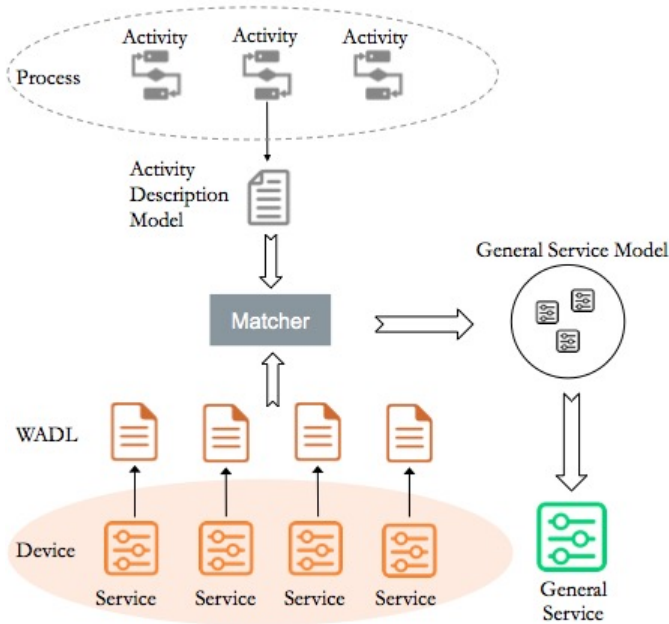 Activity
Activity
Activity
Process
Activity
Description
Model
General Service Model
Matcher
WADL
Device
Service
Service
Service
Service
General
Service